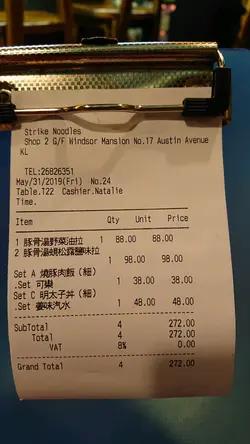 Strike Noodles
Shop 2 G/F Windsor Mansion No.17 Austin Avenue
KL
TEL:26826351
May/31/2019(Fri) No.24
Table.T22 Cashier.Natalie
Time.
Item Qty Unit Price
1 豚骨湯野菜油拉
1 88.00 88.00
2 豚骨湯蜆松露鹽味拉
1 98.00 98.00
Set A 燒豚肉飯（細）
.Set 可樂 1 38.00 38.00
Set C 明太子丼（細）
.Set 姜味汽水 1 48.00 48.00
SubTotal 4 272.00
Total 4 272.00
VAT 8% 0.00
Grand Total 4 272.00